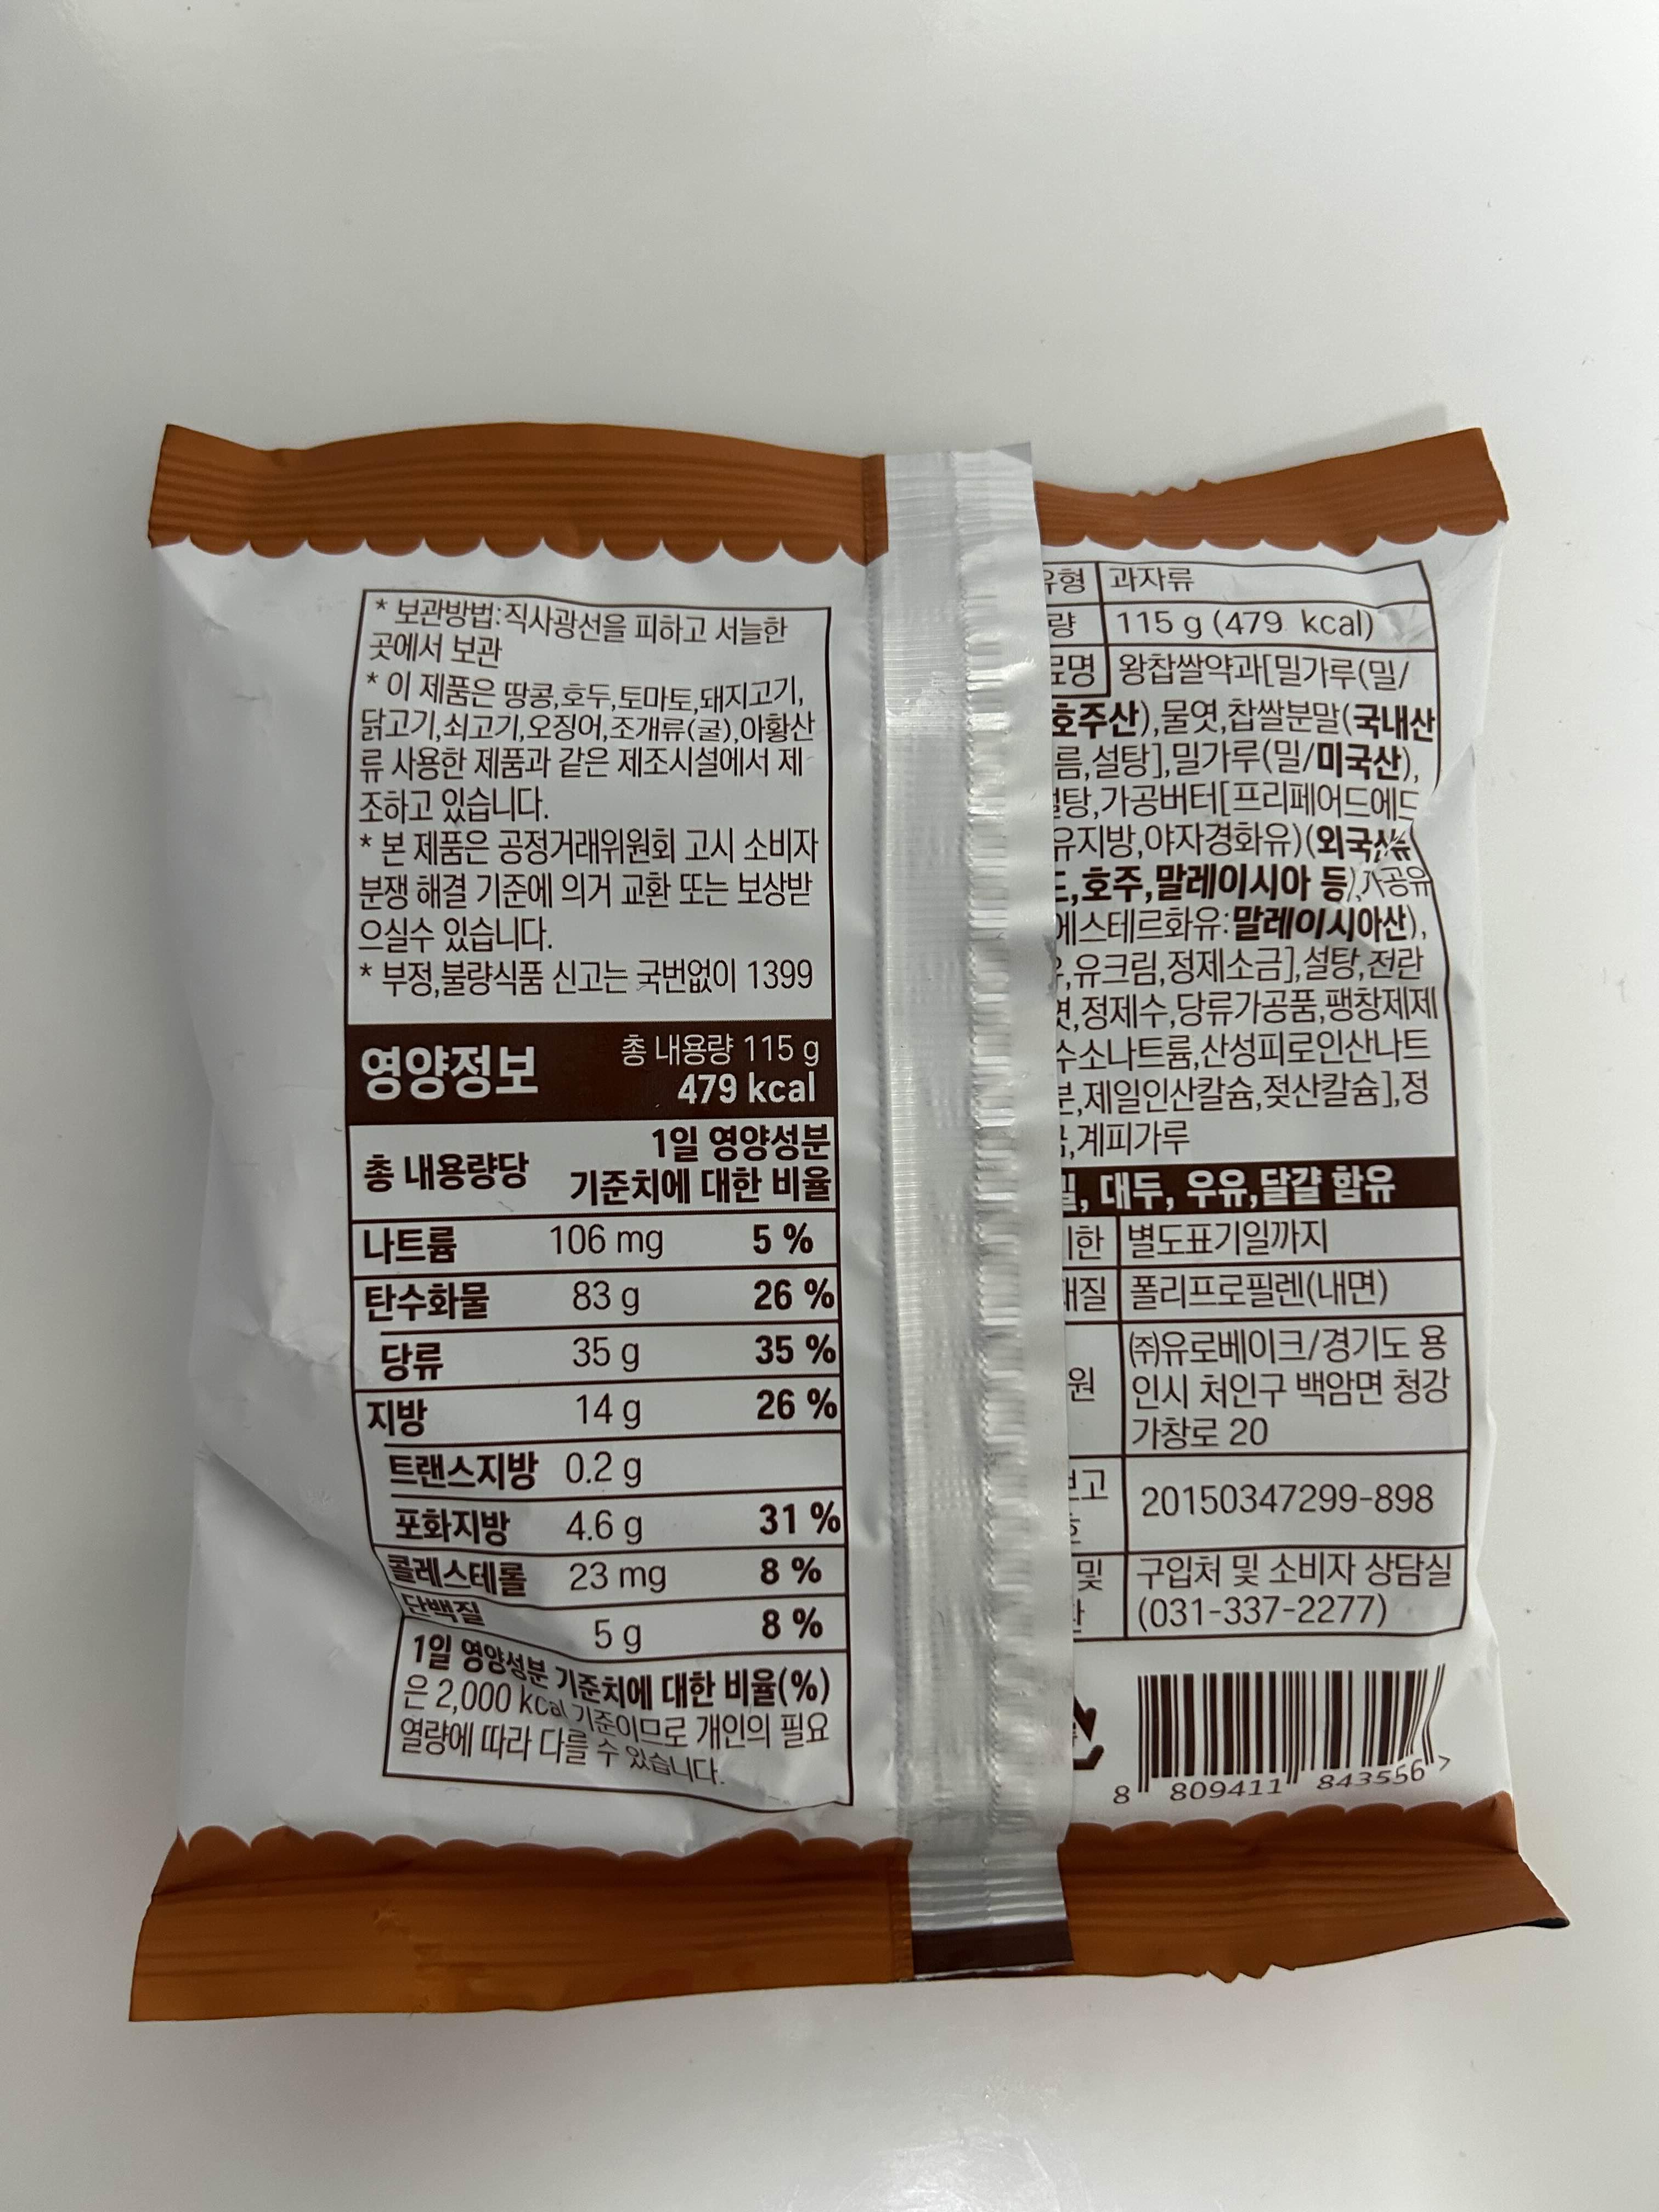 * 보관방법:직사광선을 피하고 서늘한
곳에서 보관
* 이 제품은 땅콩,호두,토마토,돼지고기,
닭고기,쇠고기,오징어,조개류(굴),아황산
류 사용한 제품과 같은 제조시설에서 제
조하고 있습니다.
* 본 제품은 공정거래위원회 고시 소비자
분쟁 해결 기준에 의거 교환 또는 보상받
으실수 있습니다.
* 부정,불량식품 신고는 국번없이 1399
영양정보
총 내용량 115 g
479 kcal
총 내용량당
1일 영양성분
기준치에 대한 비율
나트륨 106 mg 5 %
탄수화물 83 g 26 %
당류 35 g 35 %
지방 14 g 26 %
트랜스지방 0.2 g
포화지방 4.6 g 31 %
콜레스테롤 23 mg 8 %
단백질 5 g 8 %
1일 영양성분 기준치에 대한 비율(%)
은 2,000 kcal 기준이므로 개인의 필요
열량에 따라 다를 수 있습니다.
유형 과자류
량 115 g (479 kcal)
료명 왕찹쌀약과[밀가루(밀/
호주산),물엿,찹쌀분말(국내산
름,설탕],밀가루(밀/미국산),
설탕,가공버터[프리페어드에드
유지방,야자경화유)(외국산
드,호주,말레이시아 등),가공유
에스테르화유:말레이시아산),
유크림,정제소금],설탕,전란
엿,정제수,당류가공품,팽창제제
수소나트륨,산성피로인산나트
분,제일인산칼슘,젖산칼슘],정
,계피가루
밀, 대두, 우유,달걀 함유
기한 별도표기일까지
재질 폴리프로필렌(내면)
원 ㈜유로베이크/경기도 용
인시 처인구 백암면 청강
가창로 20
보고
호 20150347299-898
및 구입처 및 소비자 상담실
(031-337-2277)
8 809411 843556 >